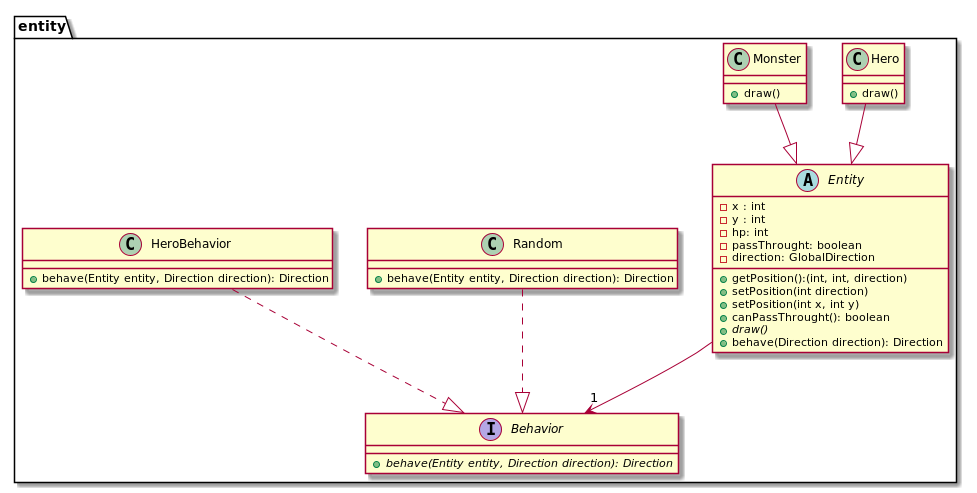 entity
C Monster
draw()
C Hero
draw()
A Entity
x : int
y : int
hp: int
passThrought: boolean
direction: GlobalDirection
getPosition():(int, int, direction)
setPosition(int direction)
setPosition(int x, int y)
canPassThrought(): boolean
draw()
behave(Direction direction): Direction
C HeroBehavior
behave(Entity entity, Direction direction): Direction
C Random
behave(Entity entity, Direction direction): Direction
1
I Behavior
behave(Entity entity, Direction direction): Direction